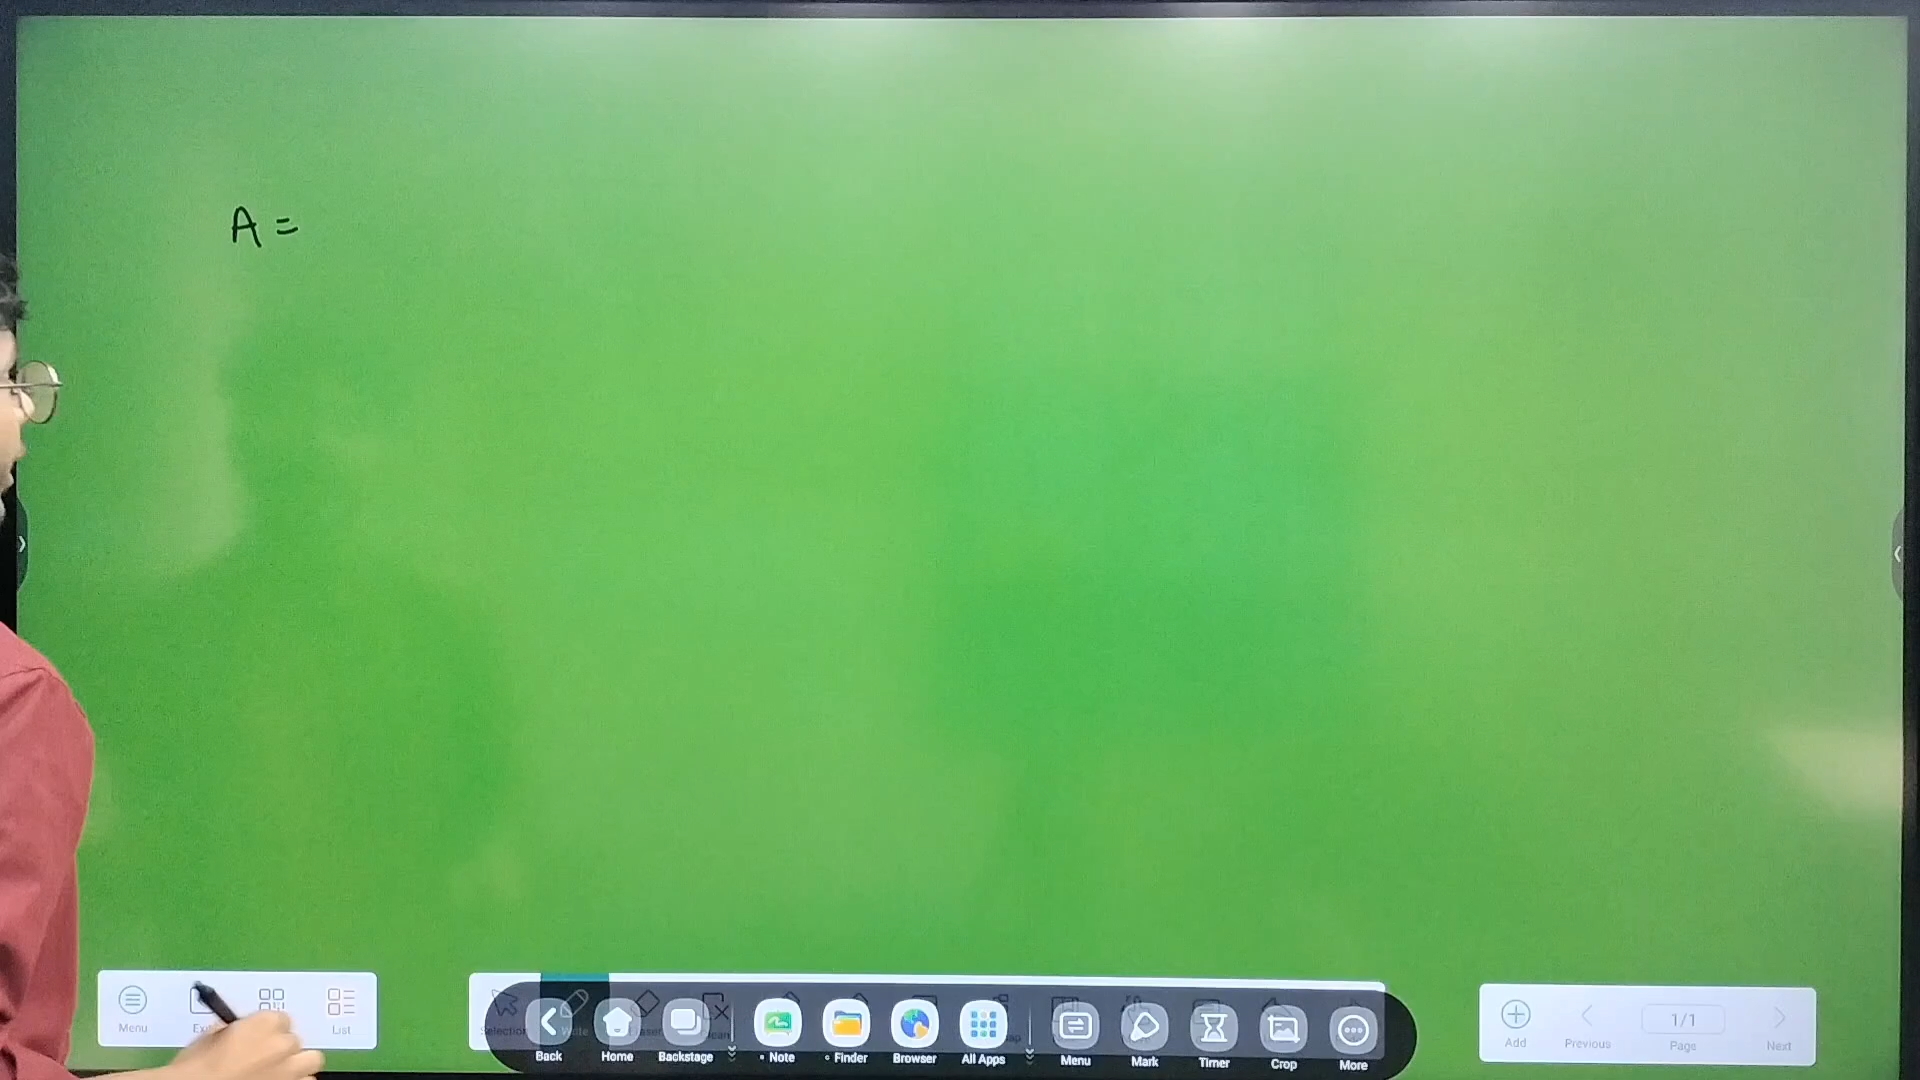 A =
Menu
List
Back Home Backstage Note Finder Browser All Apps Menu Mark Timer Crop More
Add Previous 1/1 Page Next